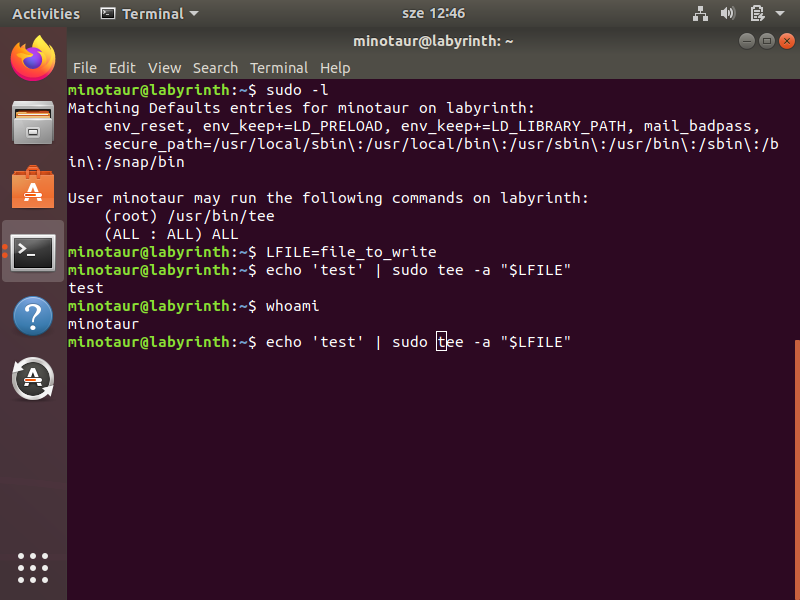 Activities Terminal sze 12:46
minotaur@labyrinth: ~
File Edit View Search Terminal Help
minotaur@labyrinth:~$ sudo -l
Matching Defaults entries for minotaur on labyrinth:
    env_reset, env_keep+=LD_PRELOAD, env_keep+=LD_LIBRARY_PATH, mail_badpass,
    secure_path=/usr/local/sbin\:/usr/local/bin\:/usr/sbin\:/usr/bin\:/sbin\:/b
in\:/snap/bin

User minotaur may run the following commands on labyrinth:
    (root) /usr/bin/tee
    (ALL : ALL) ALL
minotaur@labyrinth:~$ LFILE=file_to_write
minotaur@labyrinth:~$ echo 'test' | sudo tee -a "$LFILE"
test
minotaur@labyrinth:~$ whoami
minotaur
minotaur@labyrinth:~$ echo 'test' | sudo tee -a "$LFILE"